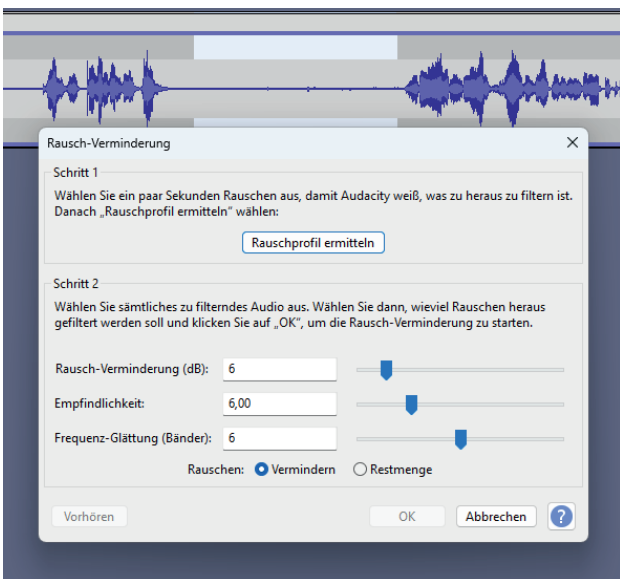 Rausch-Verminderung
Schritt 1
Wählen Sie ein paar Sekunden Rauschen aus, damit Audacity weiß, was zu heraus zu filtern ist.
Danach „Rauschprofil ermitteln" wählen:
Rauschprofil ermitteln
Schritt 2
Wählen Sie sämtliches zu filterndes Audio aus. Wählen Sie dann, wieviel Rauschen heraus
gefiltert werden soll und klicken Sie auf „OK", um die Rausch-Verminderung zu starten.
Rausch-Verminderung (dB): 6
Empfindlichkeit: 6,00
Frequenz-Glättung (Bänder): 6
Rauschen: Vermindern Restmenge
Vorhören OK Abbrechen ?